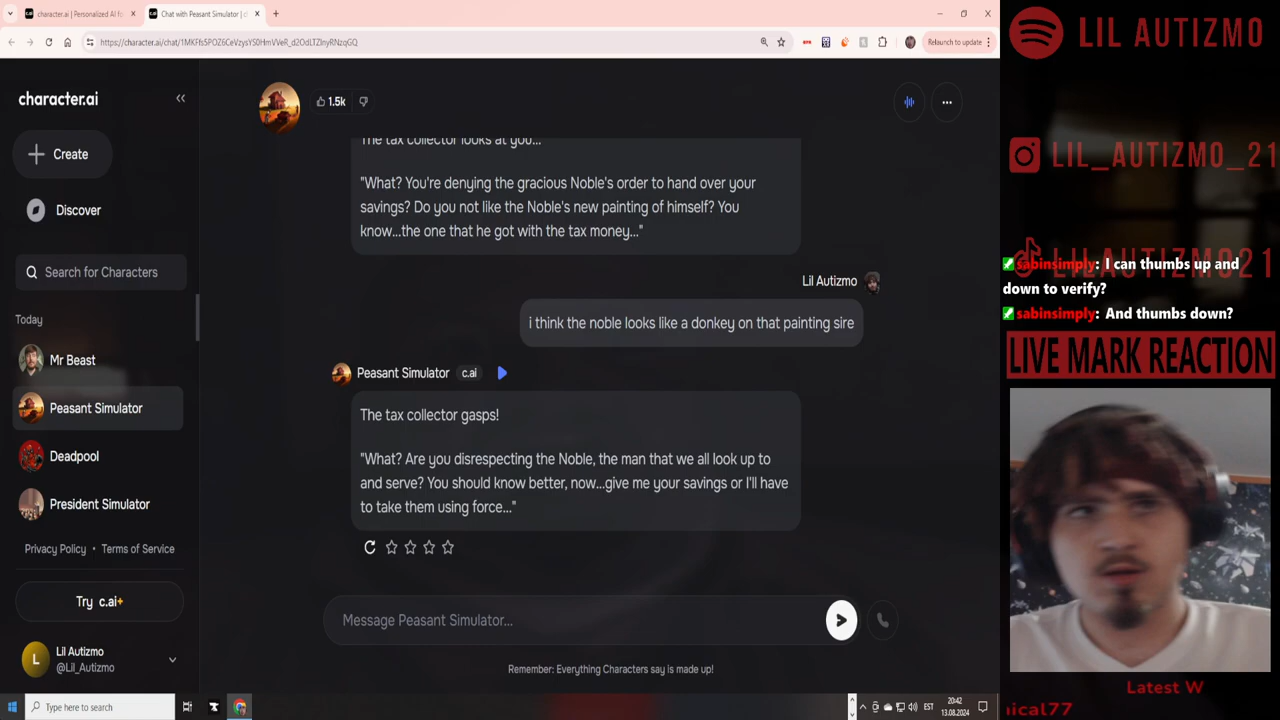 character.ai | Personalized AI fo
Chat with Peasant Simulator | c
https://character.ai/chat/1MKFfs5POZ6CeVzysYS0HmVVeR_d2OdLTZlnyRNzqGQ
Relaunch to update
character.ai
Create
Discover
Search for Characters
Today
Mr Beast
Peasant Simulator
Deadpool
President Simulator
Privacy Policy • Terms of Service
Try c.ai+
L
Lil Autizmo
@Lil_Autizmo
1.5k
The tax collector looks at you...
"What? You're denying the gracious Noble's order to hand over your
savings? Do you not like the Noble's new painting of himself? You
know...the one that he got with the tax money..."
Lil Autizmo
i think the noble looks like a donkey on that painting sire
Peasant Simulator c.ai
The tax collector gasps!
"What? Are you disrespecting the Noble, the man that we all look up to
and serve? You should know better, now...give me your savings or I'll have
to take them using force..."
Message Peasant Simulator...
Remember: Everything Characters say is made up!
Type here to search
EST
20:42
13.08.2024
LIL AUTIZMO
LIL_AUTIZMO_21
LIL AUTIZMO21
sabinsimply: I can thumbs up and
down to verify?
sabinsimply: And thumbs down?
LIVE MARK REACTION
Latest W
ical77